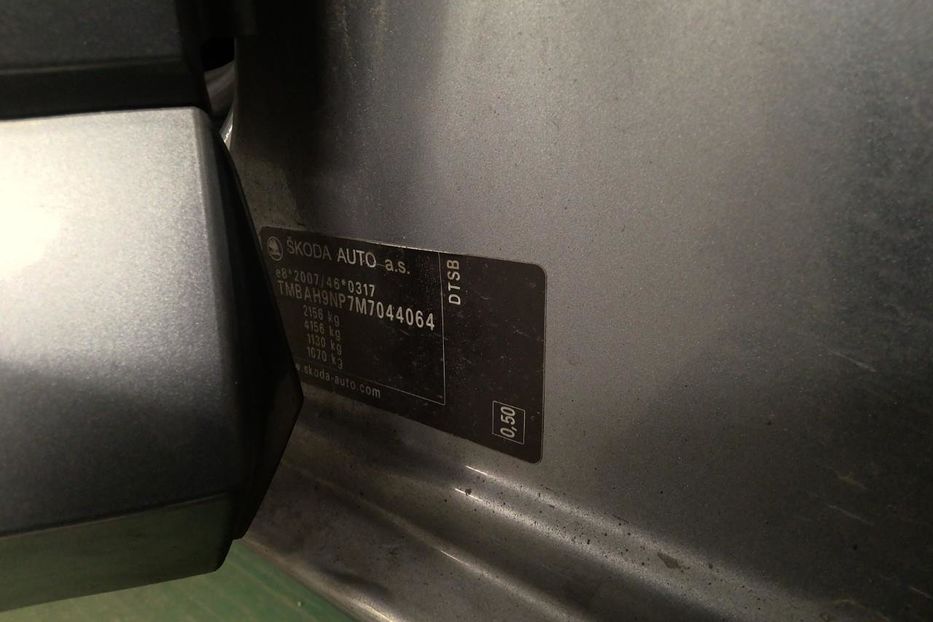 ŠKODA AUTO a.s.
e8*2007/46*0317
TMBAH9NP7M7044064
2156 kg
4156 kg
1130 kg
1070 kg
skoda-auto.com
DTSB
0,50